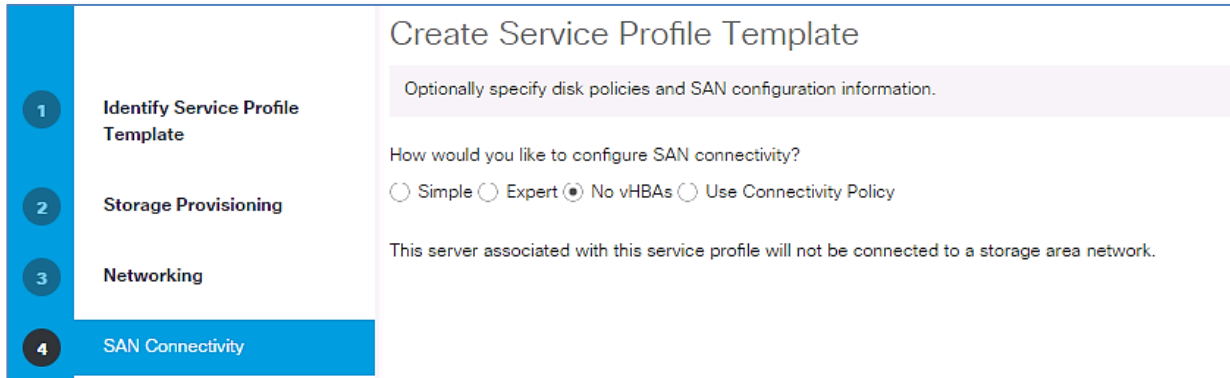 Create Service Profile Template
Optionally specify disk policies and SAN configuration information.
1
Identify Service Profile
Template
How would you like to configure SAN connectivity?
Simple Expert No vHBAs Use Connectivity Policy
2
Storage Provisioning
This server associated with this service profile will not be connected to a storage area network.
3
Networking
4
SAN Connectivity